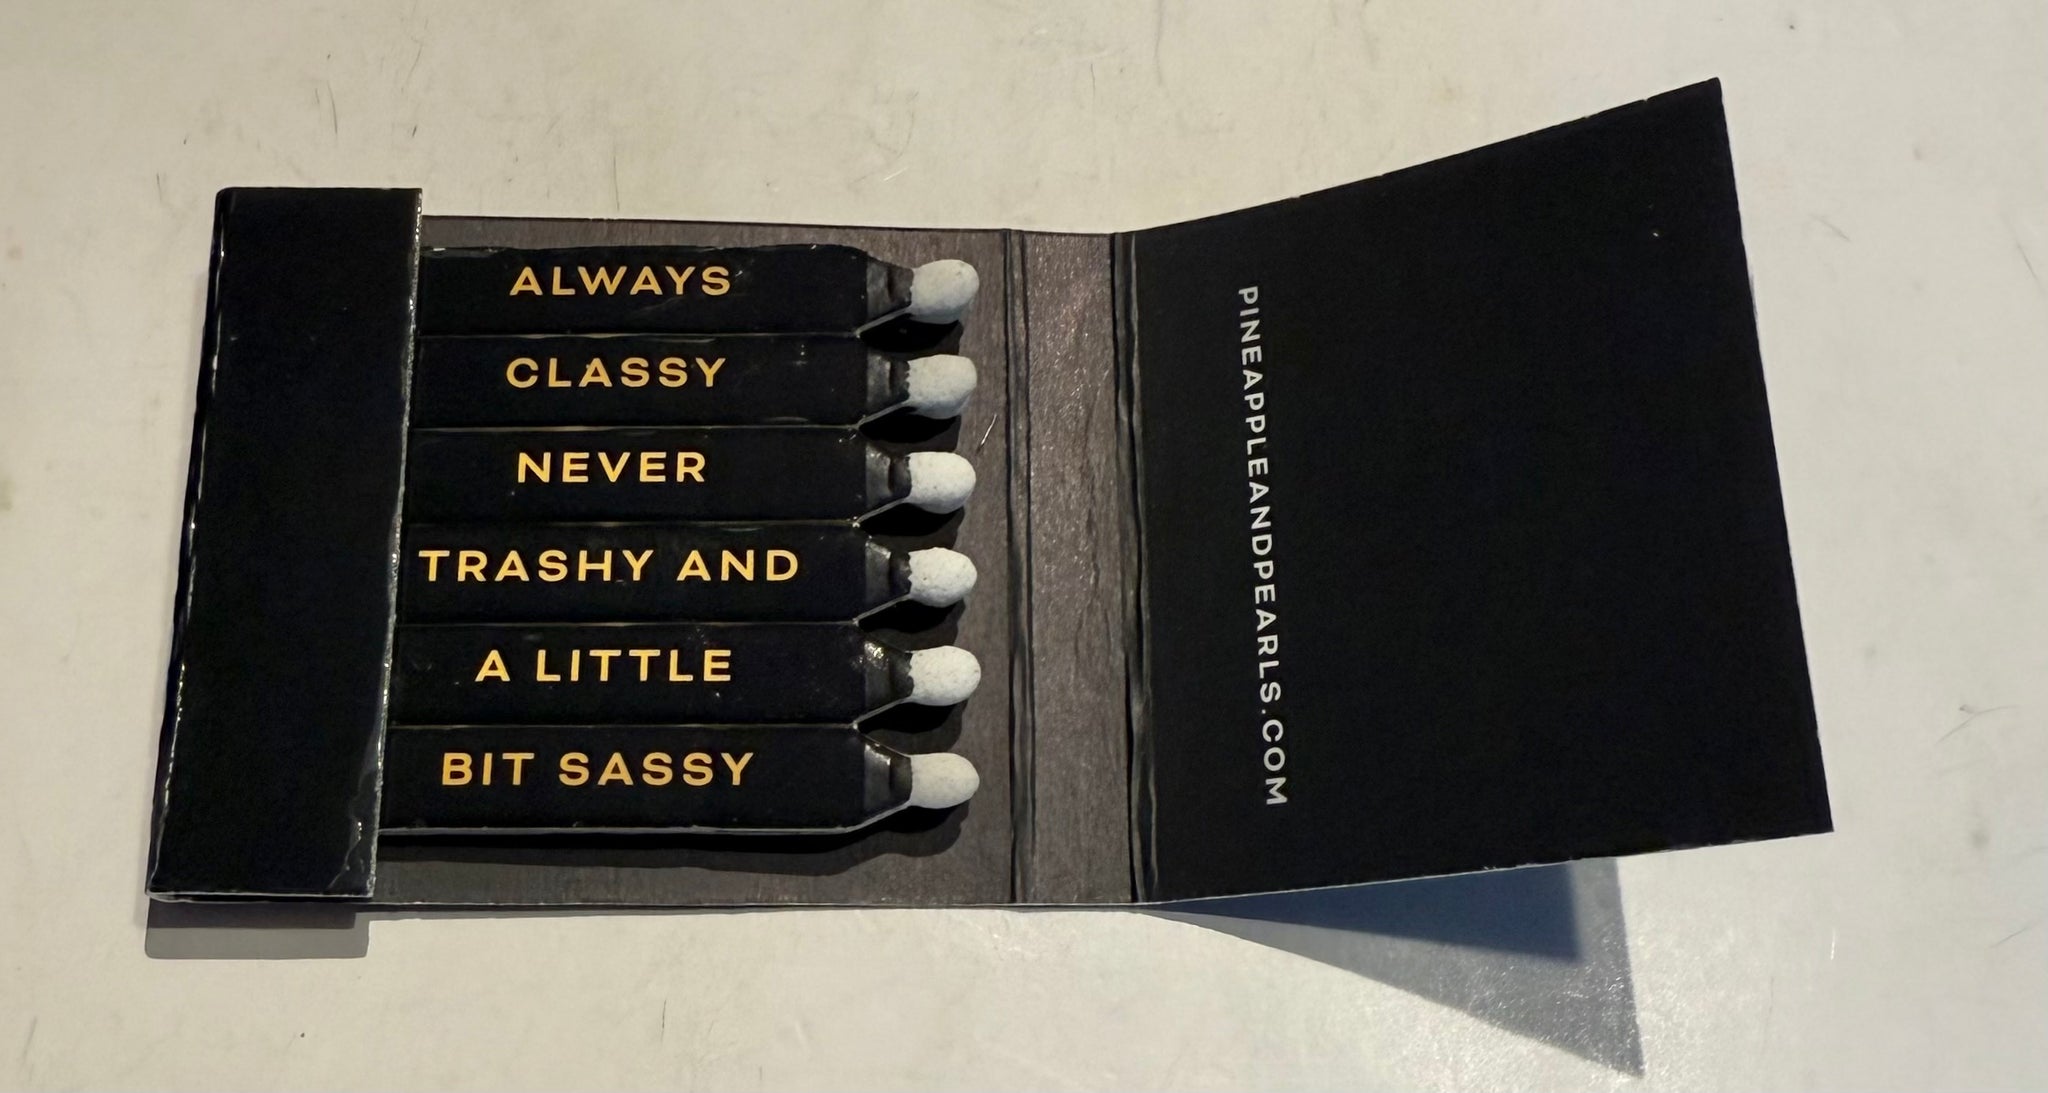 ALWAYS
CLASSY
NEVER
TRASHY AND
A LITTLE
BIT SASSY
PINEAPPLEANDPEARLS.COM